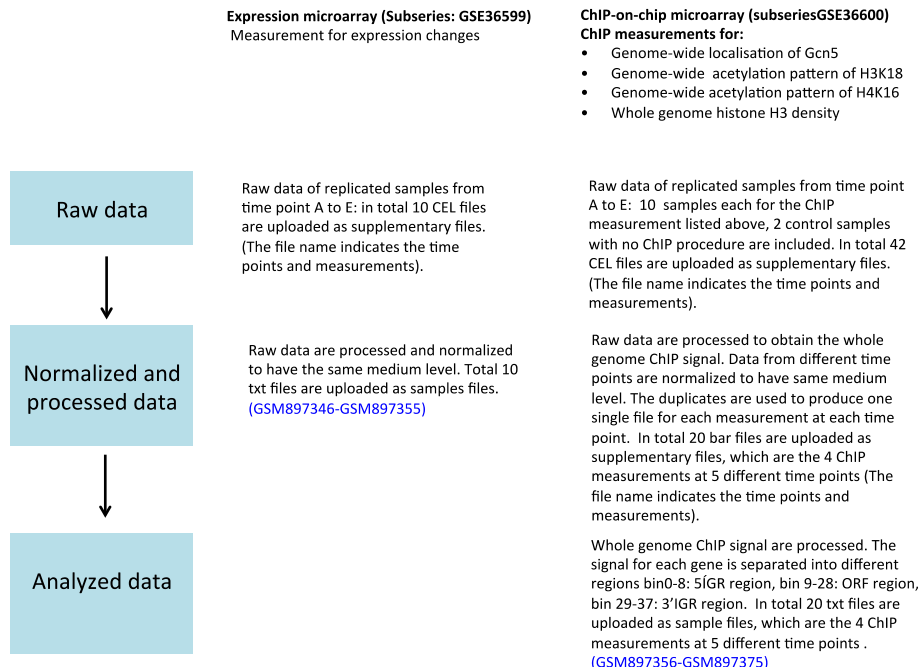 Expression microarray (Subseries: GSE36599)
Measurement for expression changes
ChIP-on-chip microarray (subseriesGSE36600)
ChIP measurements for:
• Genome-wide localisation of Gcn5
• Genome-wide acetylation pattern of H3K18
• Genome-wide acetylation pattern of H4K16
• Whole genome histone H3 density
Raw data
Raw data of replicated samples from
time point A to E: in total 10 CEL files
are uploaded as supplementary files.
(The file name indicates the time
points and measurements).
Raw data of replicated samples from time point
A to E: 10 samples each for the ChIP
measurement listed above, 2 control samples
with no ChIP procedure are included. In total 42
CEL files are uploaded as supplementary files.
(The file name indicates the time points and
measurements).
Normalized and
processed data
Raw data are processed and normalized
to have the same medium level. Total 10
txt files are uploaded as samples files.
(GSM897346-GSM897355)
Raw data are processed to obtain the whole
genome ChIP signal. Data from different time
points are normalized to have same medium
level. The duplicates are used to produce one
single file for each measurement at each time
point. In total 20 bar files are uploaded as
supplementary files, which are the 4 ChIP
measurements at 5 different time points (The
file name indicates the time points and
measurements).
Analyzed data
Whole genome ChIP signal are processed. The
signal for each gene is separated into different
regions bin0-8: 5ÍGR region, bin 9-28: ORF region,
bin 29-37: 3’IGR region. In total 20 txt files are
uploaded as sample files, which are the 4 ChIP
measurements at 5 different time points .
(GSM897356-GSM897375)